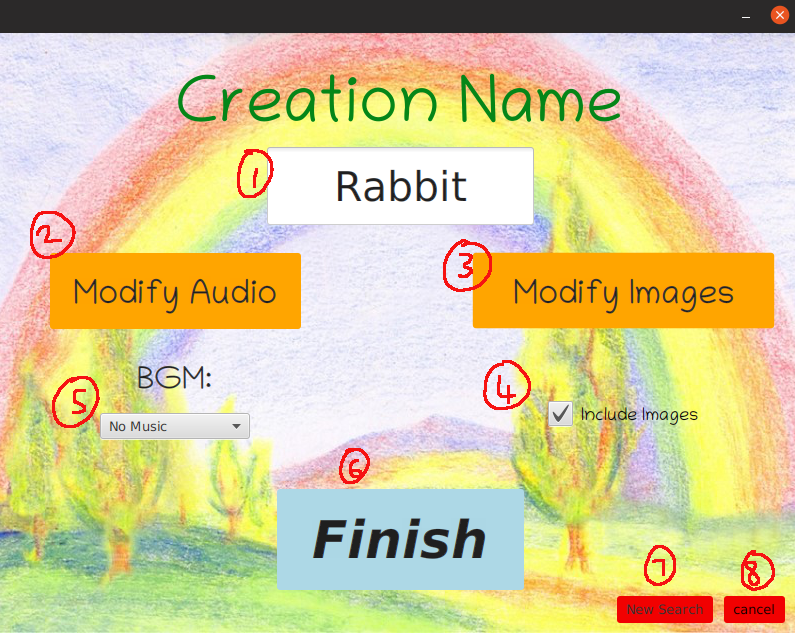 Creation Name
1
Rabbit
2
3
Modify Audio
Modify Images
BGM:
4
5
No Music
Include Images
6
Finish
7
8
New Search
cancel